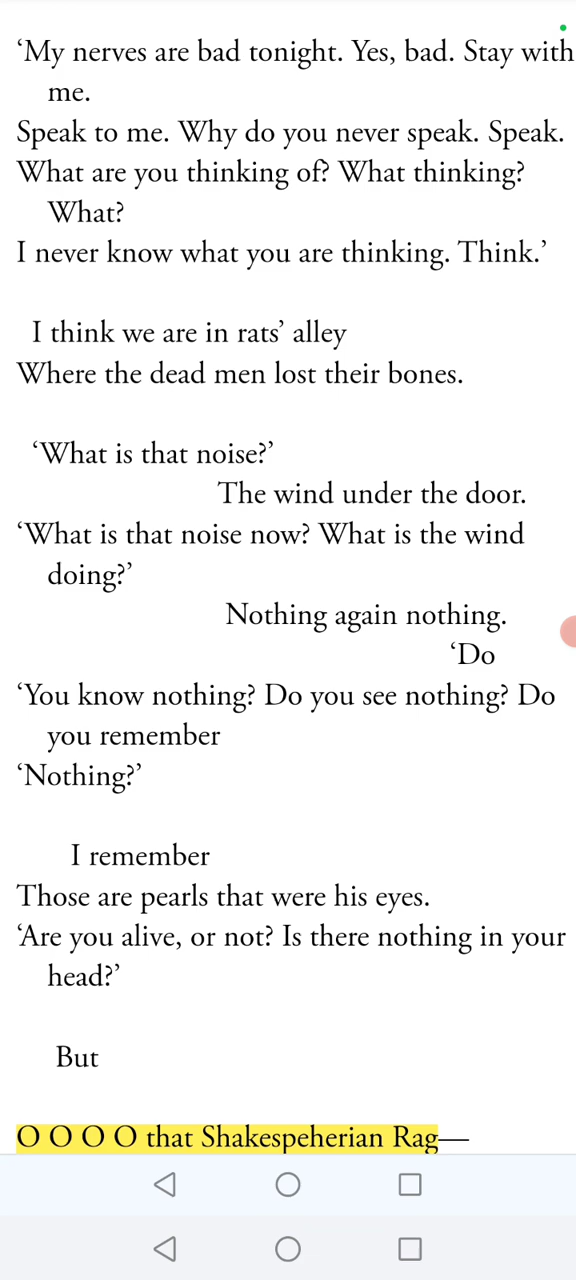 ‘My nerves are bad tonight. Yes, bad. Stay with
me.
Speak to me. Why do you never speak. Speak.
What are you thinking of? What thinking?
What?
I never know what you are thinking. Think.’
I think we are in rats’ alley
Where the dead men lost their bones.
‘What is that noise?’
The wind under the door.
‘What is that noise now? What is the wind
doing?’
Nothing again nothing.
‘Do
‘You know nothing? Do you see nothing? Do
you remember
‘Nothing?’
I remember
Those are pearls that were his eyes.
‘Are you alive, or not? Is there nothing in your
head?’
But
O O O O that Shakespeherian Rag—